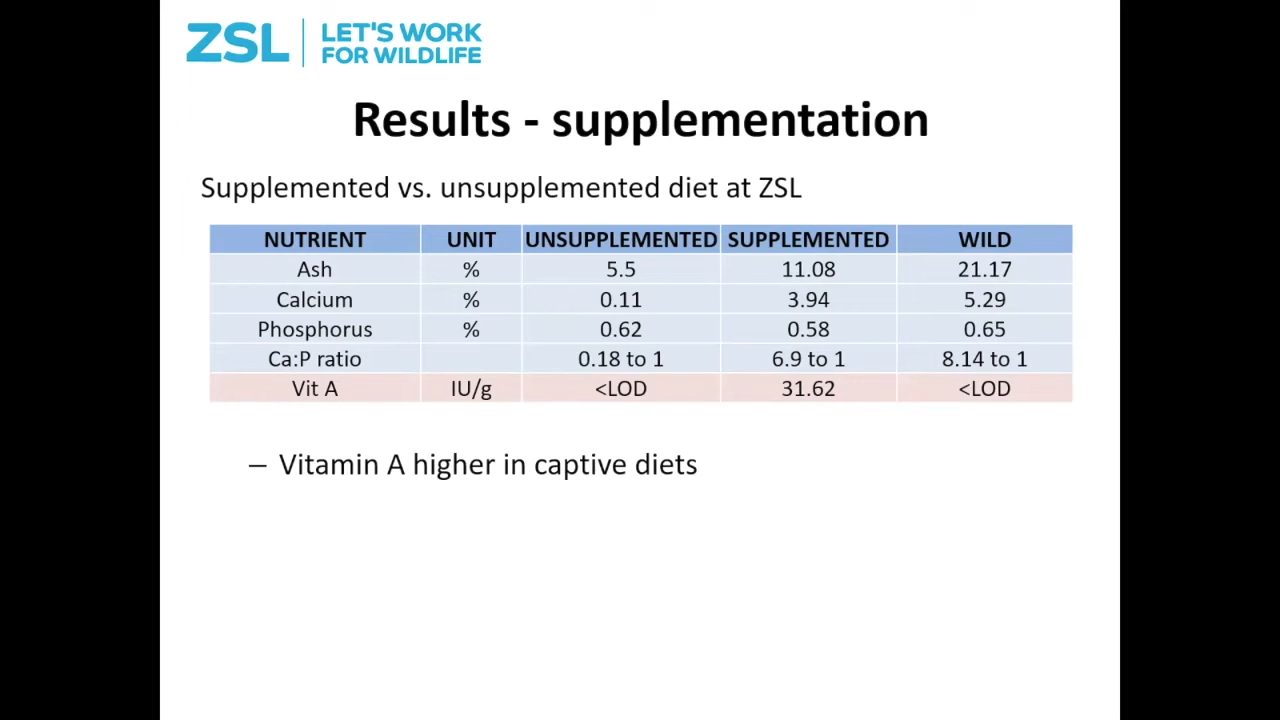 ZSL
LET'S WORK
FOR WILDLIFE
Results - supplementation
Supplemented vs. unsupplemented diet at ZSL
NUTRIENT UNIT UNSUPPLEMENTED SUPPLEMENTED WILD
Ash % 5.5 11.08 21.17
Calcium % 0.11 3.94 5.29
Phosphorus % 0.62 0.58 0.65
Ca:P ratio 0.18 to 1 6.9 to 1 8.14 to 1
Vit A IU/g <LOD 31.62 <LOD
– Vitamin A higher in captive diets